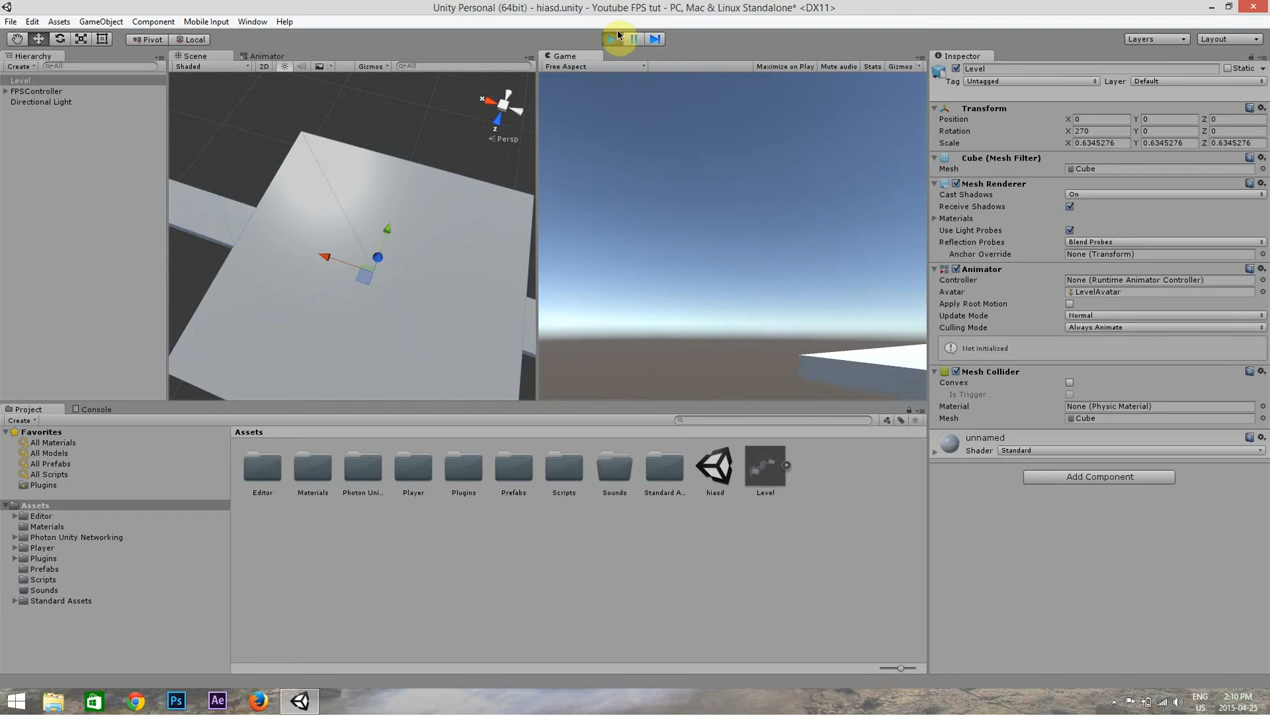 Unity Personal (64bit) - hiasd.unity - Youtube FPS tut - PC, Mac & Linux Standalone* <DX11>
File Edit Assets GameObject Component Mobile Input Window Help
Pivot Local Layers Layout
Hierarchy
Create All
Level
FPSController
Directional Light
Scene Animator
Shaded 2D Gizmos All
x
z
Persp
Game
Free Aspect Maximize on Play Mute audio Stats Gizmos
Inspector
Level Static
Tag Untagged Layer Default
Transform
Position X 0 Y 0 Z 0
Rotation X 270 Y 0 Z 0
Scale X 0.6345276 Y 0.6345276 Z 0.6345276
Cube (Mesh Filter)
Mesh Cube
Mesh Renderer
Cast Shadows On
Receive Shadows
Materials
Use Light Probes
Reflection Probes Blend Probes
Anchor Override None (Transform)
Animator
Controller None (Runtime Animator Controller)
Avatar LevelAvatar
Apply Root Motion
Update Mode Normal
Culling Mode Always Animate
Not initialized
Mesh Collider
Convex
Is Trigger
Material None (Physic Material)
Mesh Cube
unnamed
Shader Standard
Add Component
Project Console
Create
Favorites
All Materials
All Models
All Prefabs
All Scripts
Plugins
Assets
Editor
Materials
Photon Unity Networking
Player
Plugins
Prefabs
Scripts
Sounds
Standard Assets
Assets
Editor Materials Photon Uni... Player Plugins Prefabs Scripts Sounds Standard A... hiasd Level
Ps Ae
ENG
US
2:10 PM
2015-04-25